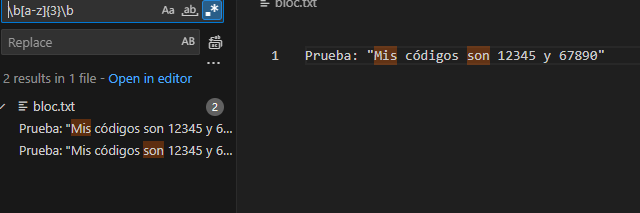 \b[a-z]{3}\b
Aa ab .*
Replace
AB
...
2 results in 1 file - Open in editor
bloc.txt
2
Prueba: "Mis códigos son 12345 y 6...
Prueba: "Mis códigos son 12345 y 6...
bloc.txt
1 Prueba: "Mis códigos son 12345 y 67890"